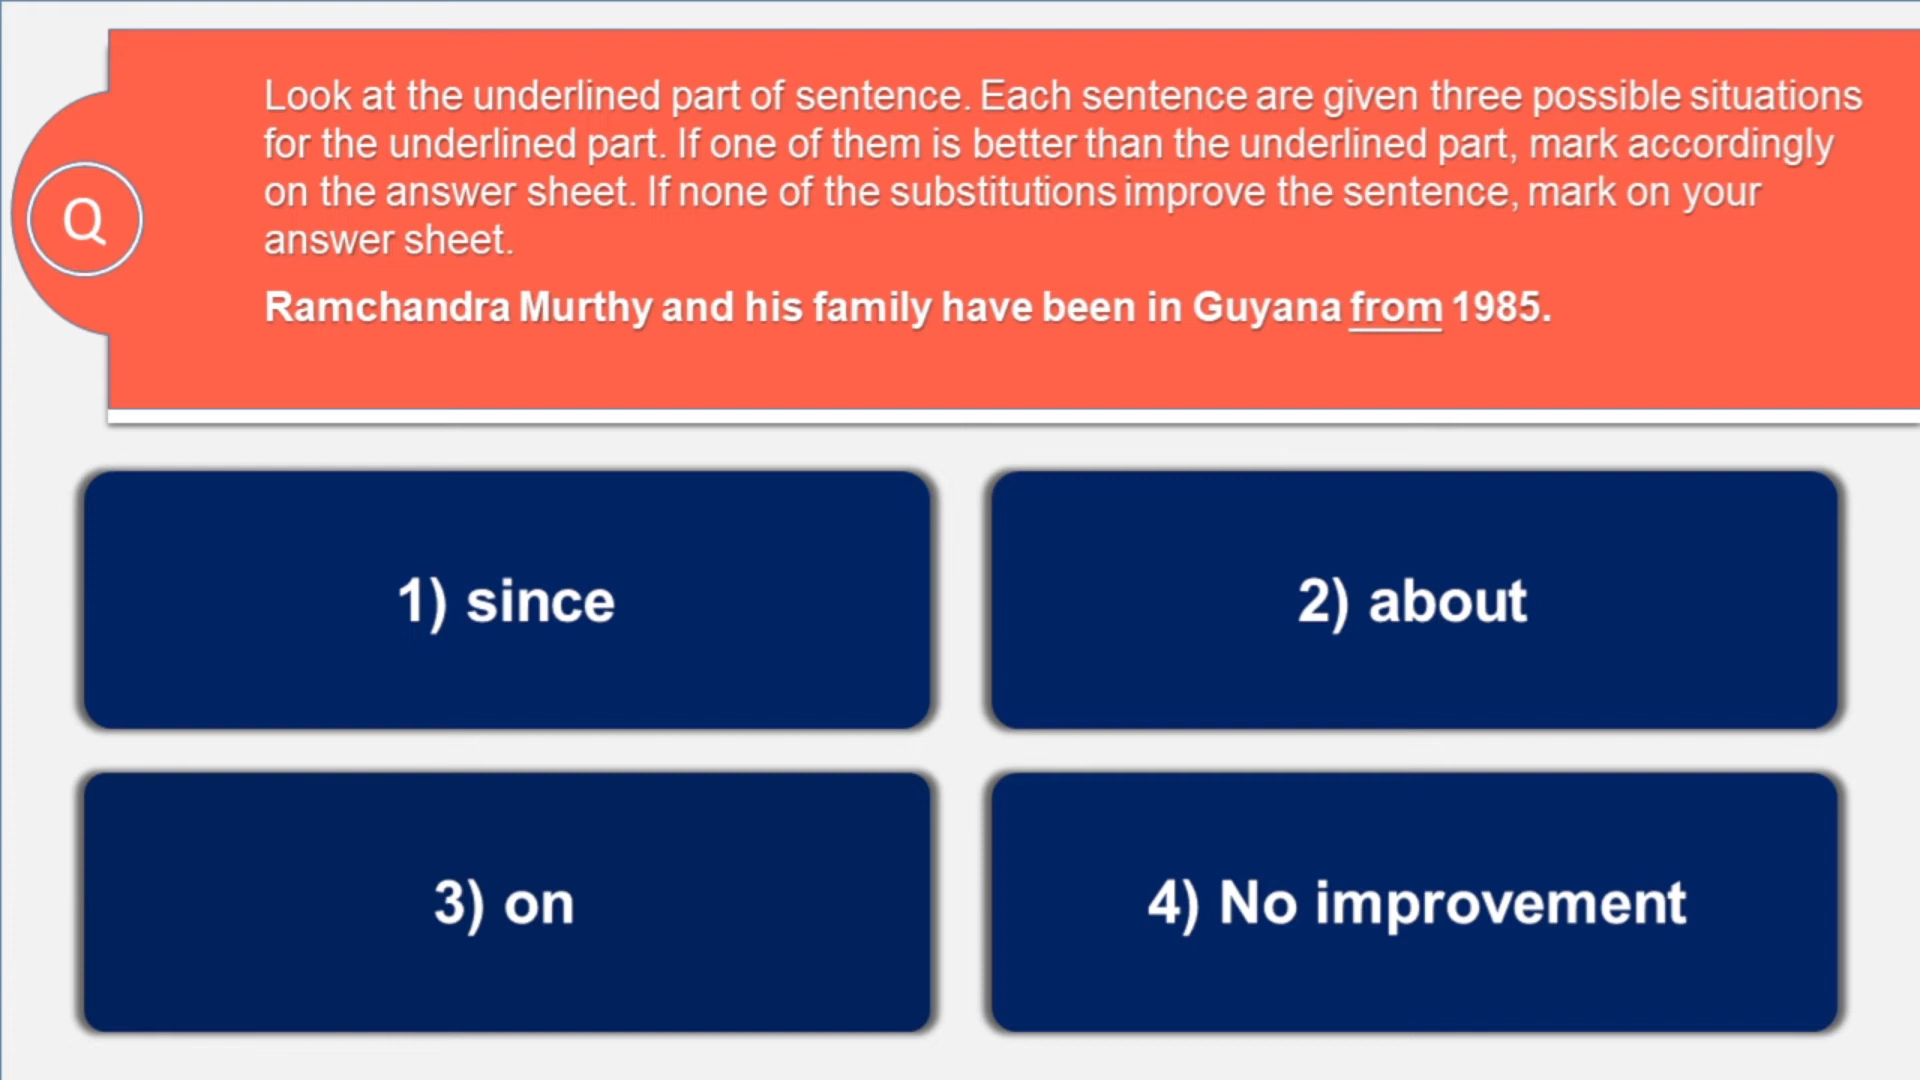 Q
Look at the underlined part of sentence. Each sentence are given three possible situations
for the underlined part. If one of them is better than the underlined part, mark accordingly
on the answer sheet. If none of the substitutions improve the sentence, mark on your
answer sheet.
Ramchandra Murthy and his family have been in Guyana from 1985.
1) since
2) about
3) on
4) No improvement